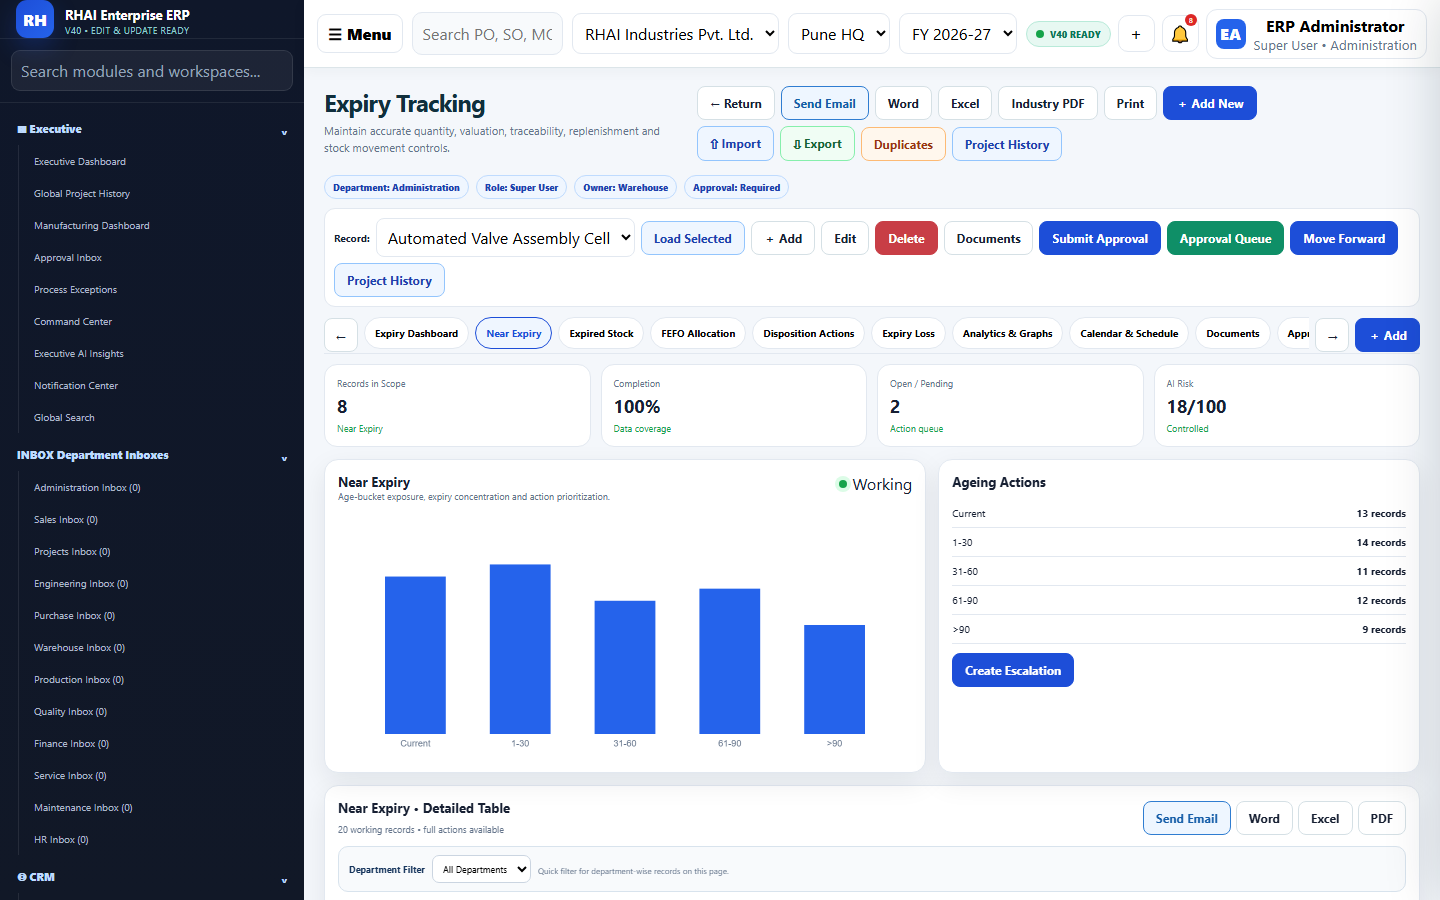 RH
RHAI Enterprise ERP
V40 • EDIT & UPDATE READY
Search modules and workspaces...
Executive
Executive Dashboard
Global Project History
Manufacturing Dashboard
Approval Inbox
Process Exceptions
Command Center
Executive AI Insights
Notification Center
Global Search
INBOX Department Inboxes
Administration Inbox (0)
Sales Inbox (0)
Projects Inbox (0)
Engineering Inbox (0)
Purchase Inbox (0)
Warehouse Inbox (0)
Production Inbox (0)
Quality Inbox (0)
Finance Inbox (0)
Service Inbox (0)
Maintenance Inbox (0)
HR Inbox (0)
CRM
☰ Menu
Search PO, SO, MO
RHAI Industries Pvt. Ltd.
Pune HQ
FY 2026-27
V40 READY
+
8
EA
ERP Administrator
Super User • Administration
Expiry Tracking
Maintain accurate quantity, valuation, traceability, replenishment and
stock movement controls.
← Return
Send Email
Word
Excel
Industry PDF
Print
+ Add New
⇧ Import
⇩ Export
Duplicates
Project History
Department: Administration
Role: Super User
Owner: Warehouse
Approval: Required
Record:
Automated Valve Assembly Cell
Load Selected
+ Add
Edit
Delete
Documents
Submit Approval
Approval Queue
Move Forward
Project History
←
Expiry Dashboard
Near Expiry
Expired Stock
FEFO Allocation
Disposition Actions
Expiry Loss
Analytics & Graphs
Calendar & Schedule
Documents
→
+ Add
Records in Scope
8
Near Expiry
Completion
100%
Data coverage
Open / Pending
2
Action queue
AI Risk
18/100
Controlled
Near Expiry
Age-bucket exposure, expiry concentration and action prioritization.
Working
Current
1-30
31-60
61-90
>90
Ageing Actions
Current 13 records
1-30 14 records
31-60 11 records
61-90 12 records
>90 9 records
Create Escalation
Near Expiry • Detailed Table
20 working records • full actions available
Send Email
Word
Excel
PDF
Department Filter
All Departments
Quick filter for department-wise records on this page.